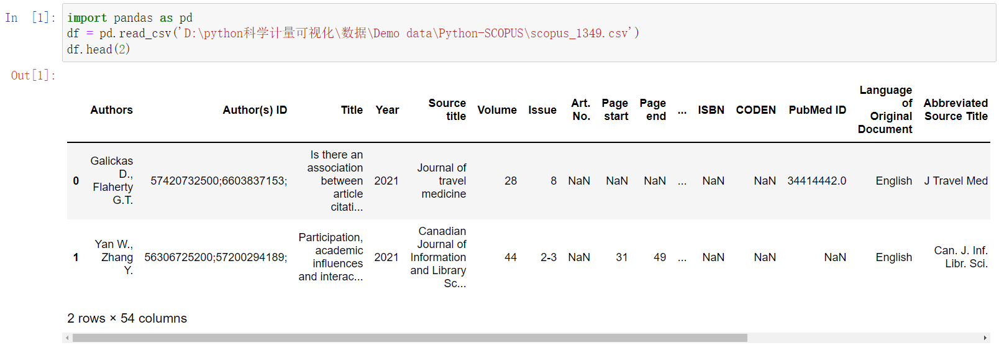 In [1]:
import pandas as pd
df = pd.read_csv('D:\python科学计量可视化\数据\Demo data\Python-SCOPUS\scopus_1349.csv')
df.head(2)
Out[1]:
Authors Author(s) ID Title Year Source title Volume Issue Art. No. Page start Page end ... ISBN CODEN PubMed ID Language of Original Document Abbreviated Source Title
0 Galickas D., Flaherty G.T. 57420732500;6603837153; Is there an association between article citati... 2021 Journal of travel medicine 28 8 NaN NaN NaN ... NaN NaN 34414442.0 English J Travel Med
1 Yan W., Zhang Y. 56306725200;57200294189; Participation, academic influences and interac... 2021 Canadian Journal of Information and Library Sc... 44 2-3 NaN 31 49 ... NaN NaN NaN English Can. J. Inf. Libr. Sci.
2 rows × 54 columns